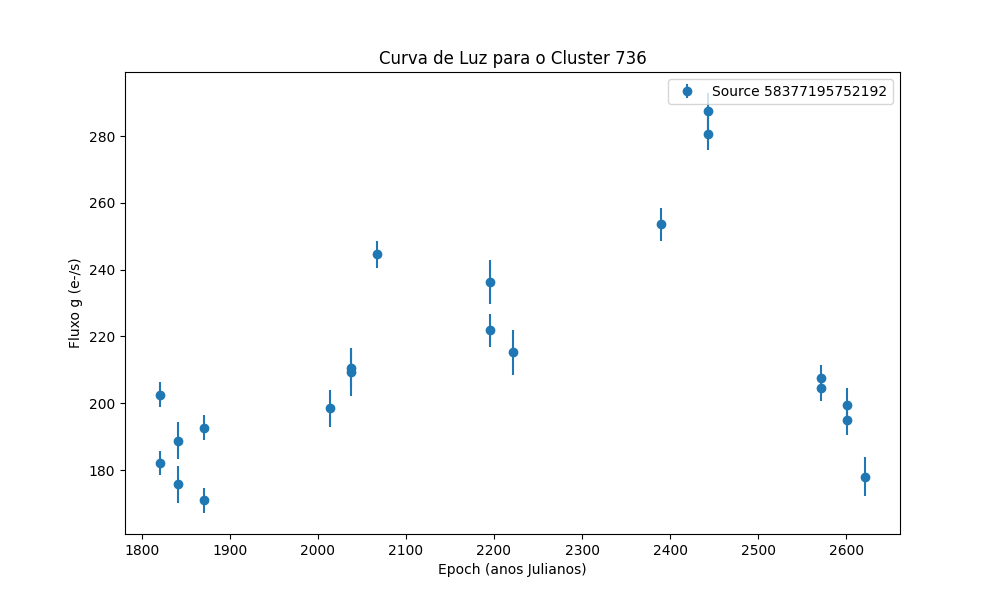 Curva de Luz para o Cluster 736
Source 58377195752192
Fluxo g (e-/s)
280
260
240
220
200
180
1800 1900 2000 2100 2200 2300 2400 2500 2600
Epoch (anos Julianos)